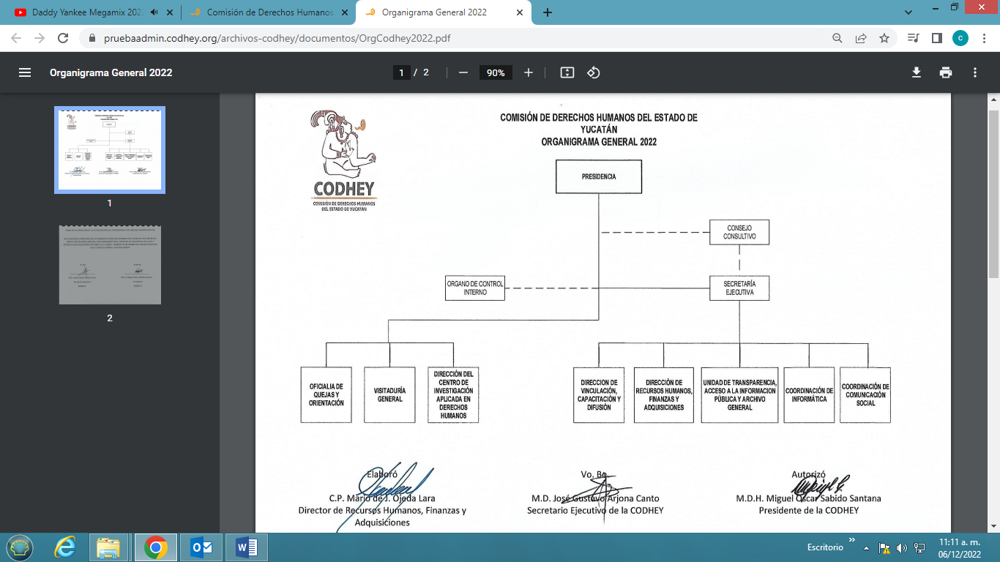 Daddy Yankee Megamix 2022
Comisión de Derechos Humanos
Organigrama General 2022
pruebaadmin.codhey.org/archivos-codhey/documentos/OrgCodhey2022.pdf
c
Organigrama General 2022
1 / 2
90%
1
2
CODHEY
COMISIÓN DE DERECHOS HUMANOS
DEL ESTADO DE YUCATÁN
COMISIÓN DE DERECHOS HUMANOS DEL ESTADO DE
YUCATÁN
ORGANIGRAMA GENERAL 2022
PRESIDENCIA
CONSEJO
CONSULTIVO
ORGANO DE CONTROL
INTERNO
SECRETARÍA
EJECUTIVA
OFICIALIA DE
QUEJAS Y
ORIENTACIÓN
VISITADURÍA
GENERAL
DIRECCIÓN DEL
CENTRO DE
INVESTIGACIÓN
APLICADA EN
DERECHOS
HUMANOS
DIRECCION DE
VINCULACIÓN,
CAPACITACIÓN Y
DIFUSIÓN
DIRECCIÓN DE
RECURSOS HUMANOS,
FINANZAS Y
ADQUISICIONES
UNIDAD DE TRANSPARENCIA,
ACCESO A LA INFORMACION
PÚBLICA Y ARCHIVO
GENERAL
COORDINACIÓN DE
INFORMÁTICA
COORDINACIÓN DE
COMUNICACIÓN
SOCIAL
Elaboró
C.P. Mario de J. Ojeda Lara
Director de Recursos Humanos, Finanzas y
Adquisiciones
Vo. Bo.
M.D. José Gustavo Arjona Canto
Secretario Ejecutivo de la CODHEY
Autorizó
M.D.H. Miguel Oscar Sabido Santana
Presidente de la CODHEY
Escritorio
11:11 a. m.
06/12/2022